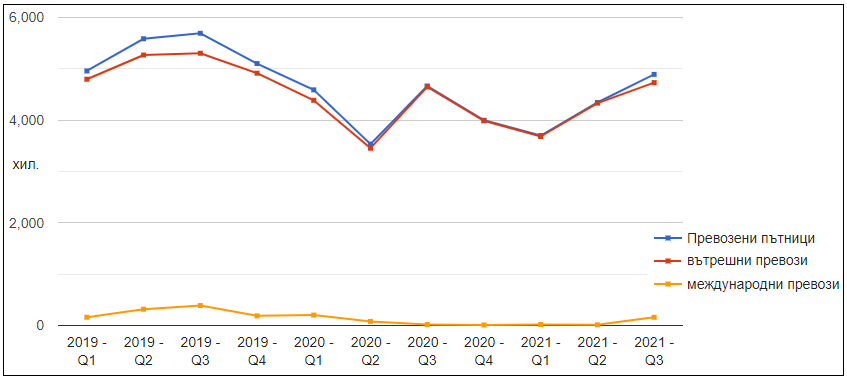 6,000
4,000
хил.
2,000
0
Превозени пътници
вътрешни превози
международни превози
2019 -
Q1
2019 -
Q2
2019 -
Q3
2019 -
Q4
2020 -
Q1
2020 -
Q2
2020 -
Q3
2020 -
Q4
2021 -
Q1
2021 -
Q2
2021 -
Q3